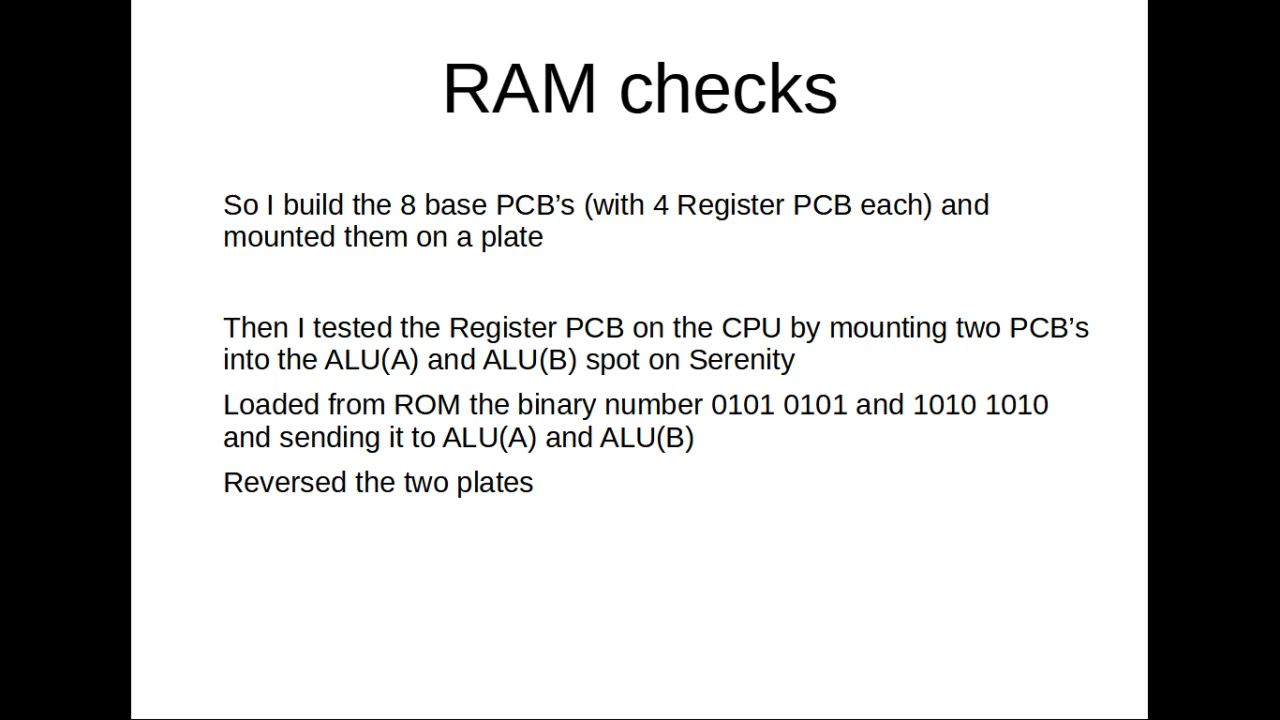 RAM checks
So I build the 8 base PCB’s (with 4 Register PCB each) and
mounted them on a plate
Then I tested the Register PCB on the CPU by mounting two PCB’s
into the ALU(A) and ALU(B) spot on Serenity
Loaded from ROM the binary number 0101 0101 and 1010 1010
and sending it to ALU(A) and ALU(B)
Reversed the two plates